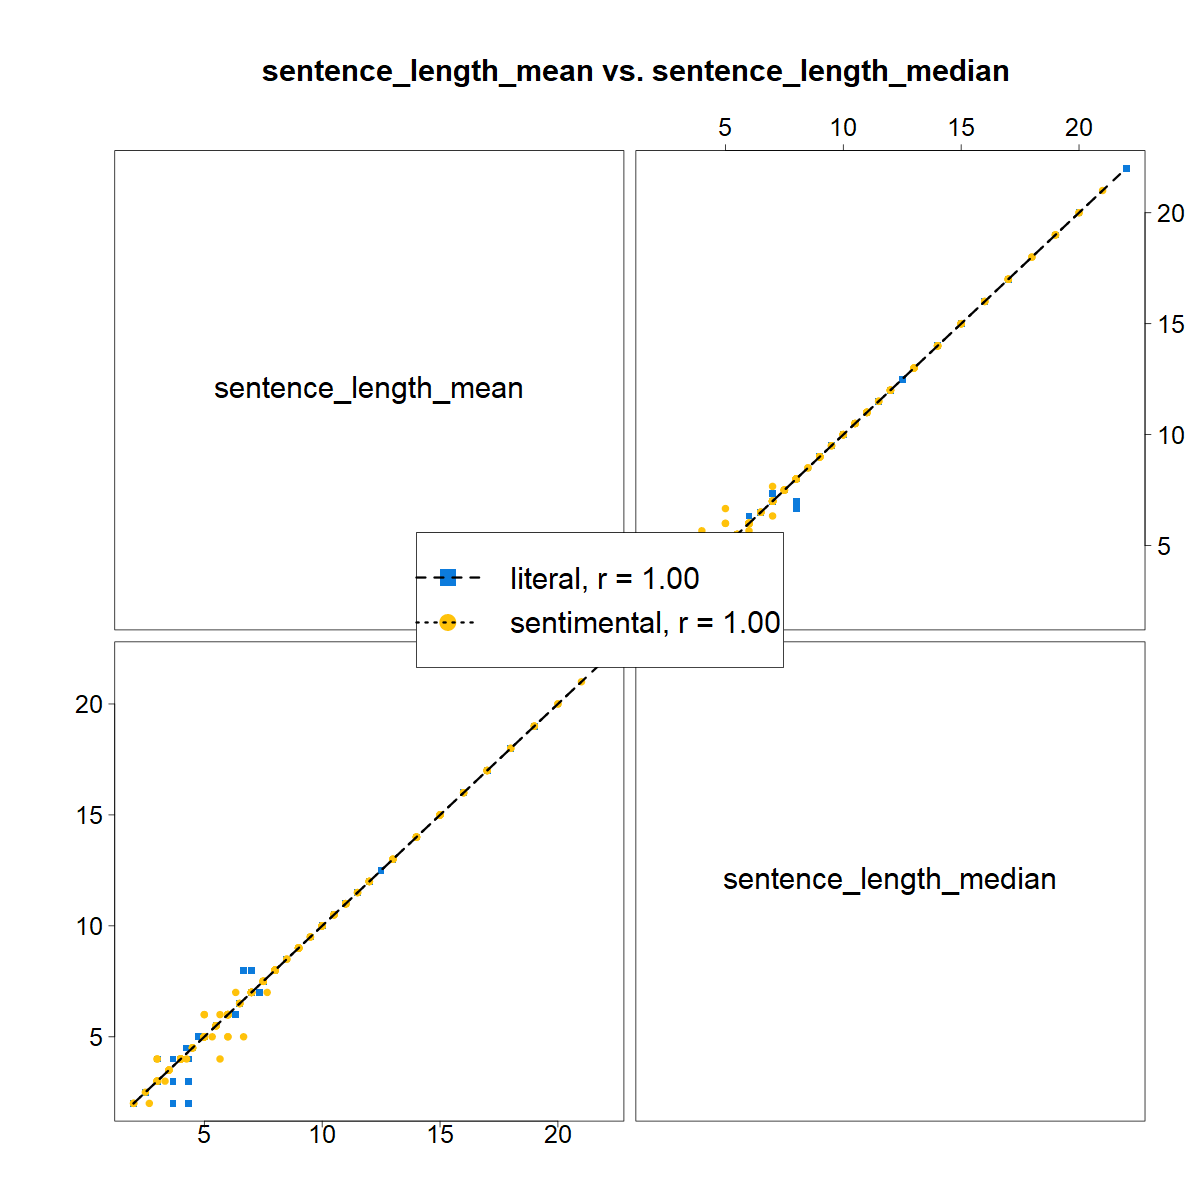 sentence_length_mean vs. sentence_length_median
5 10 15 20
sentence_length_mean
20
15
10
5
literal, r = 1.00
sentimental, r = 1.00
20
15
10
5
sentence_length_median
5 10 15 20